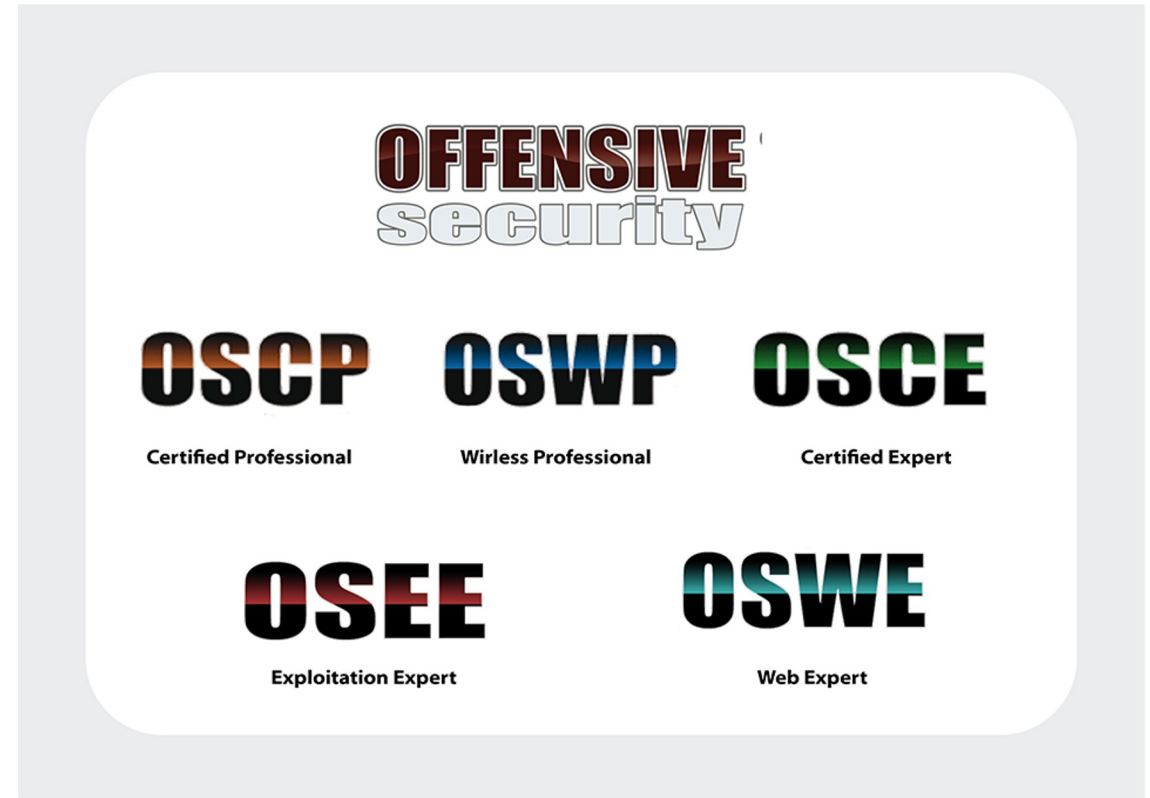 OFFENSIVE
security
OSCP OSWP OSCE
Certified Professional Wirless Professional Certified Expert
OSEE OSWE
Exploitation Expert Web Expert